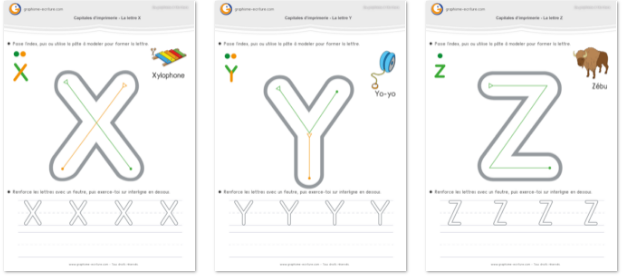 graphisme-ecriture.com
Capitales d'imprimerie - La lettre X
● Passe l'index, puis ou utilise la pâte à modeler pour former la lettre.
X
Xylophone
● Renforce les lettres avec un feutre, puis exerce-toi sur interligne en dessous.
X X X X
www.graphisme-ecriture.com - Tous droits réservés
graphisme-ecriture.com
Capitales d'imprimerie - La lettre Y
● Passe l'index, puis ou utilise la pâte à modeler pour former la lettre.
Y
Yo-yo
● Renforce les lettres avec un feutre, puis exerce-toi sur interligne en dessous.
Y Y Y Y
www.graphisme-ecriture.com - Tous droits réservés
graphisme-ecriture.com
Capitales d'imprimerie - La lettre Z
● Passe l'index, puis ou utilise la pâte à modeler pour former la lettre.
Z
Zébu
● Renforce les lettres avec un feutre, puis exerce-toi sur interligne en dessous.
Z Z Z Z
www.graphisme-ecriture.com - Tous droits réservés